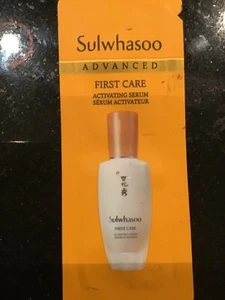 Sulwhasoo
ADVANCED
FIRST CARE
ACTIVATING SERUM
SÉRUM ACTIVATEUR
Sulwhasoo
FIRST CARE